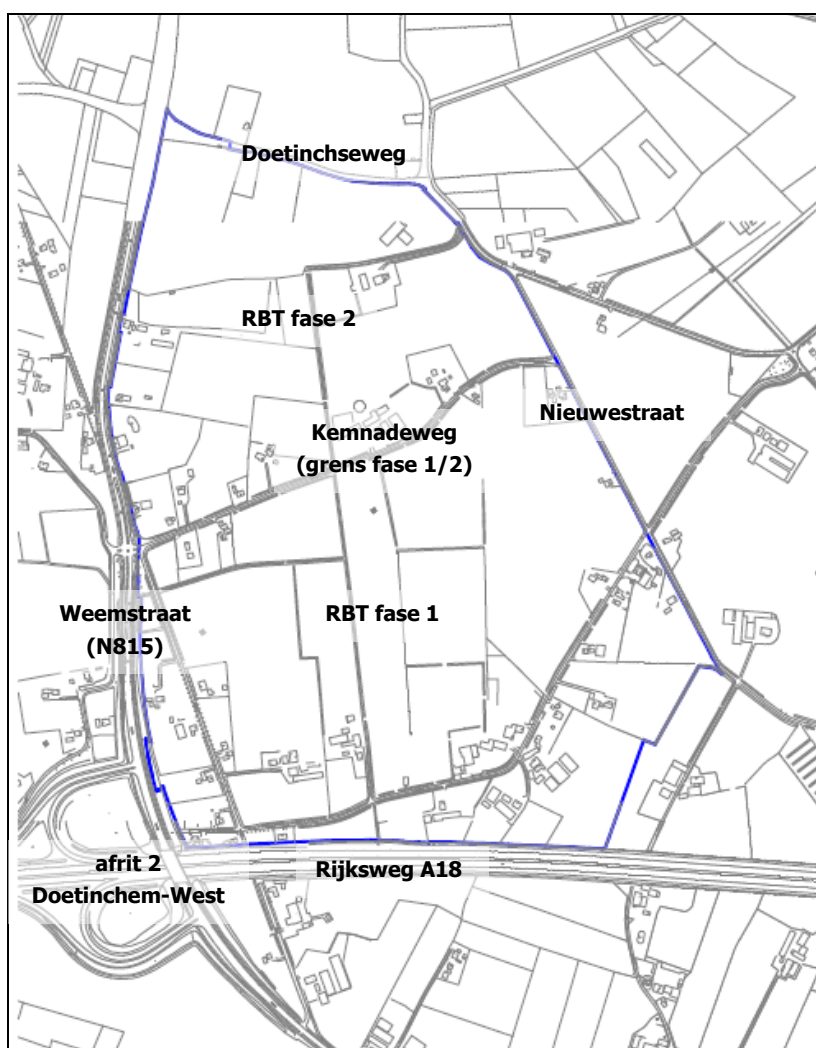 Doetinchseweg
RBT fase 2
Nieuwestraat
Kemnadeweg
(grens fase 1/2)
Weemstraat
(N815)
RBT fase 1
afrit 2
Doetinchem-West
Rijksweg A18